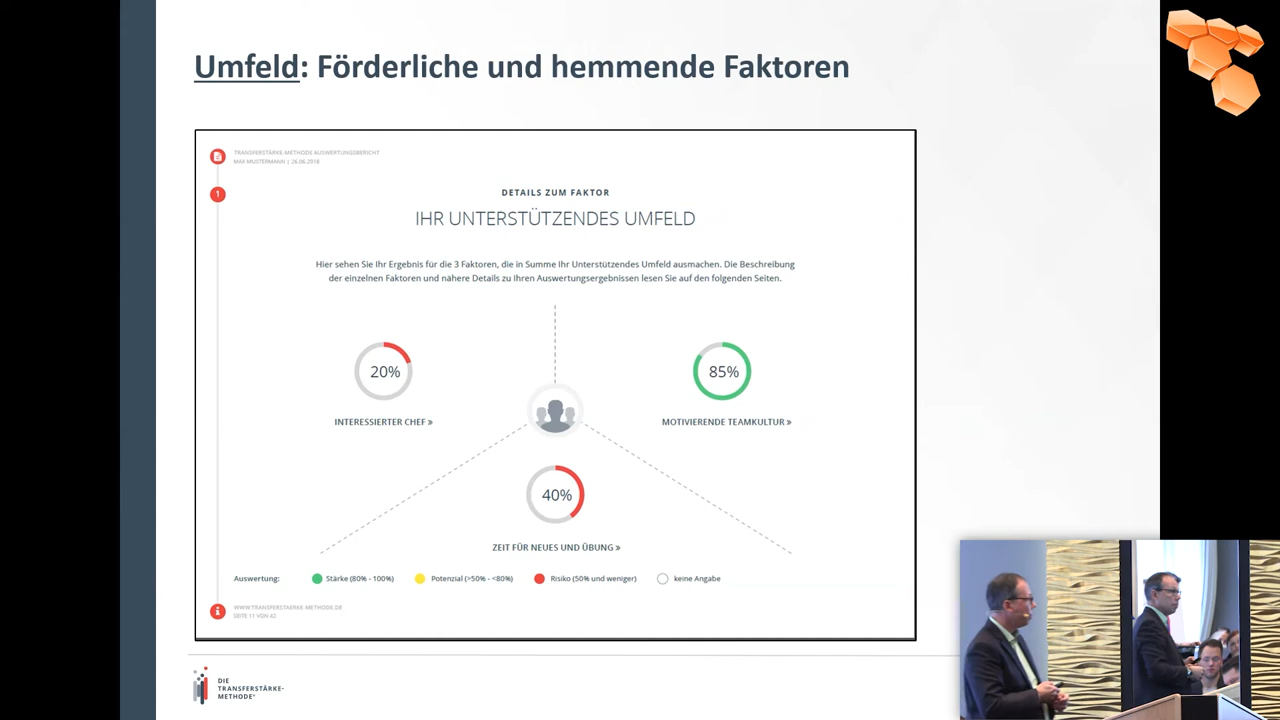 Umfeld: Förderliche und hemmende Faktoren
TRANSFERSTÄRKE-METHODE AUSWERTUNGSBERICHT
MAX MUSTERMANN | 26.06.2018
1
DETAILS ZUM FAKTOR
IHR UNTERSTÜTZENDES UMFELD
Hier sehen Sie Ihr Ergebnis für die 3 Faktoren, die in Summe Ihr Unterstützendes Umfeld ausmachen. Die Beschreibung
der einzelnen Faktoren und nähere Details zu Ihren Auswertungsergebnissen lesen Sie auf den folgenden Seiten.
20%
INTERESSIERTER CHEF »
85%
MOTIVIERENDE TEAMKULTUR »
40%
ZEIT FÜR NEUES UND ÜBUNG »
Auswertung: Stärke (80% - 100%) Potenzial (>50% - <80%) Risiko (50% und weniger) keine Angabe
WWW.TRANSFERSTAERKE-METHODE.DE
SEITE 11 VON 42
DIE
TRANSFERSTÄRKE-
METHODE®